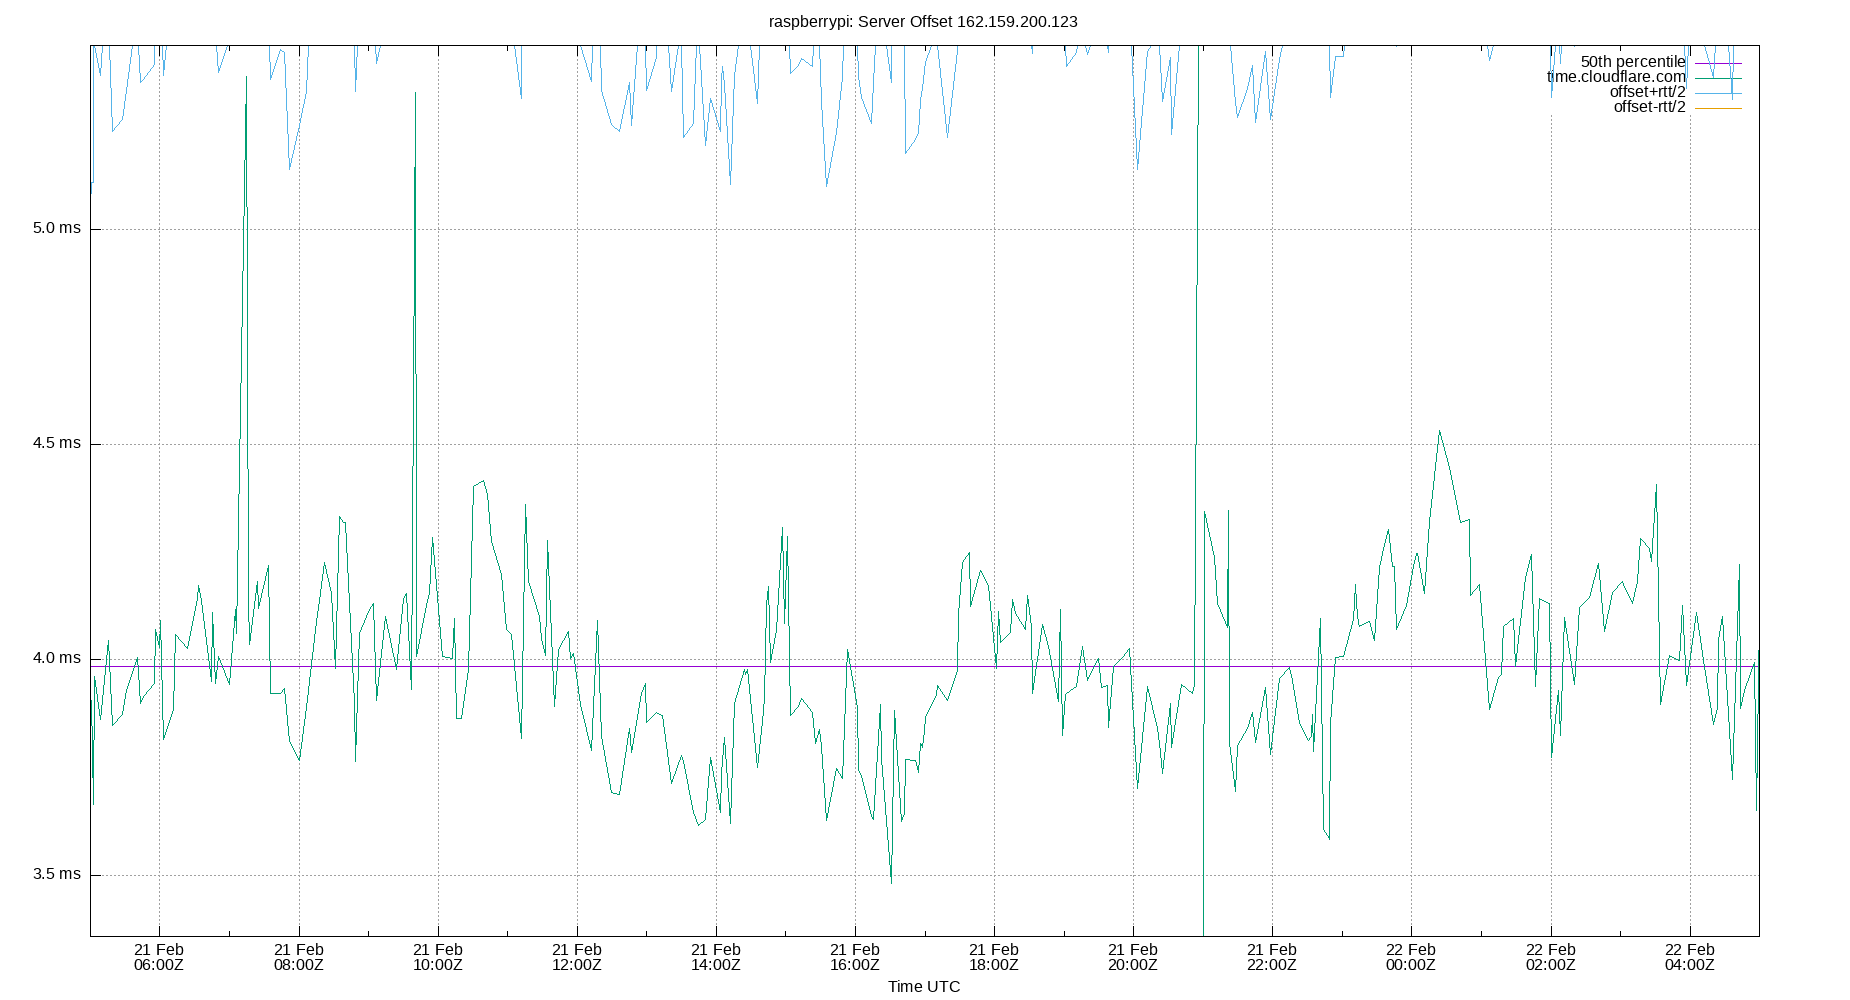 raspberrypi: Server Offset 162.159.200.123
50th percentile
time.cloudflare.com
offset+rtt/2
offset-rtt/2
5.0 ms
4.5 ms
4.0 ms
3.5 ms
21 Feb 21 Feb 21 Feb 21 Feb 21 Feb 21 Feb 21 Feb 21 Feb 21 Feb 22 Feb 22 Feb 22 Feb
06:00Z 08:00Z 10:00Z 12:00Z 14:00Z 16:00Z 18:00Z 20:00Z 22:00Z 00:00Z 02:00Z 04:00Z
Time UTC